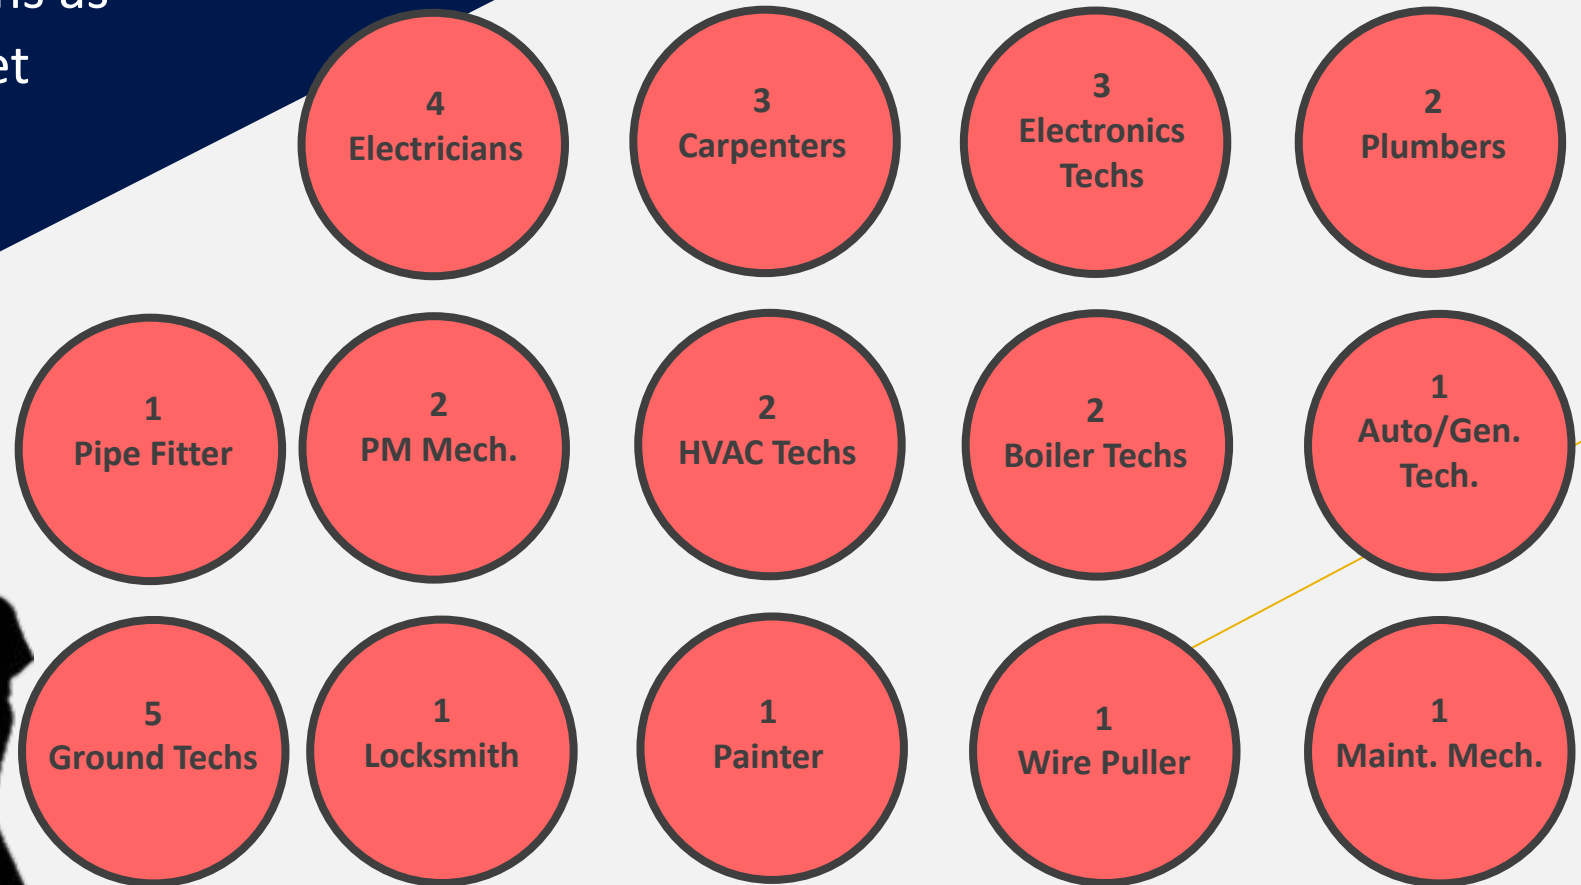 et
4
Electricians
3
Carpenters
3
Electronics
Techs
2
Plumbers
1
Pipe Fitter
2
PM Mech.
2
HVAC Techs
2
Boiler Techs
1
Auto/Gen.
Tech.
5
Ground Techs
1
Locksmith
1
Painter
1
Wire Puller
1
Maint. Mech.